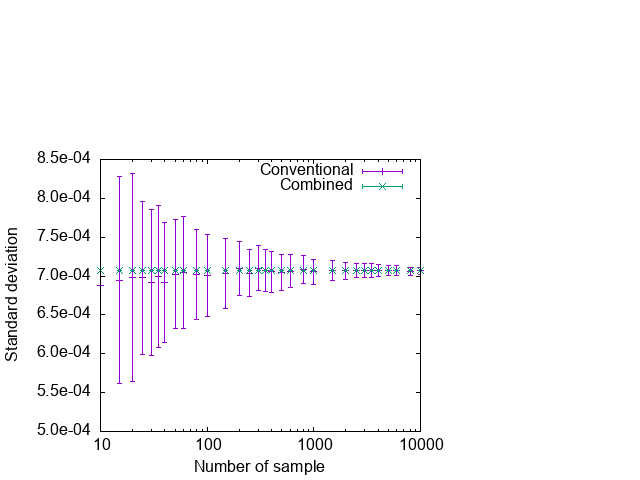 8.5e-04
8.0e-04
7.5e-04
7.0e-04
6.5e-04
6.0e-04
5.5e-04
5.0e-04
Standard deviation
Conventional
Combined
10 100 1000 10000
Number of sample